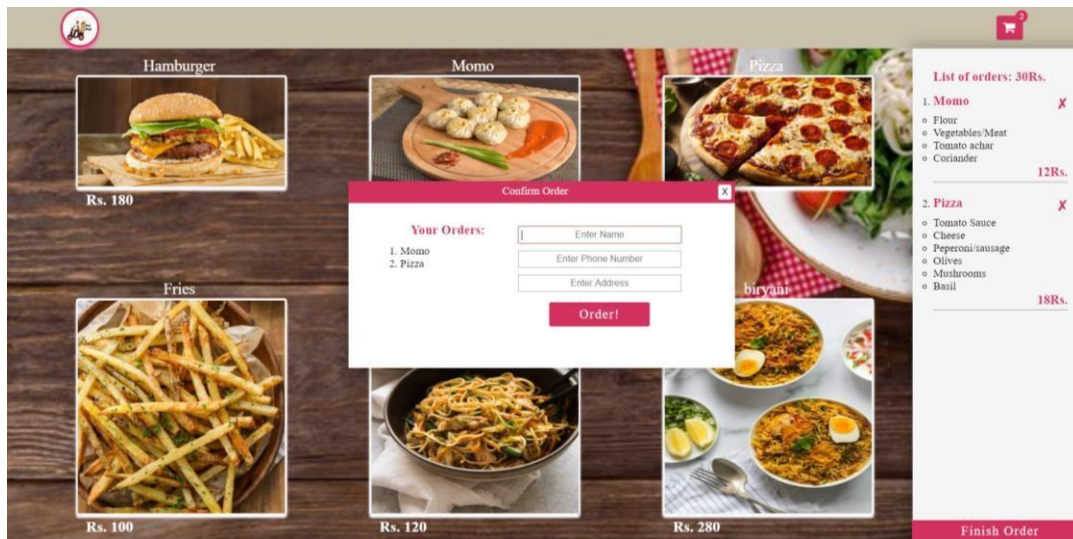 2
Hamburger
Momo
Pizza
Rs. 180
Fries
biryani
Rs. 100
Rs. 120
Rs. 280
Confirm Order
X
Your Orders:
1. Momo
2. Pizza
Enter Name
Enter Phone Number
Enter Address
Order!
List of orders: 30Rs.
1. Momo ✗
Flour
Vegetables/Meat
Tomato achar
Coriander
12Rs.
2. Pizza ✗
Tomato Sauce
Cheese
Peperoni/sausage
Olives
Mushrooms
Basil
18Rs.
Finish Order